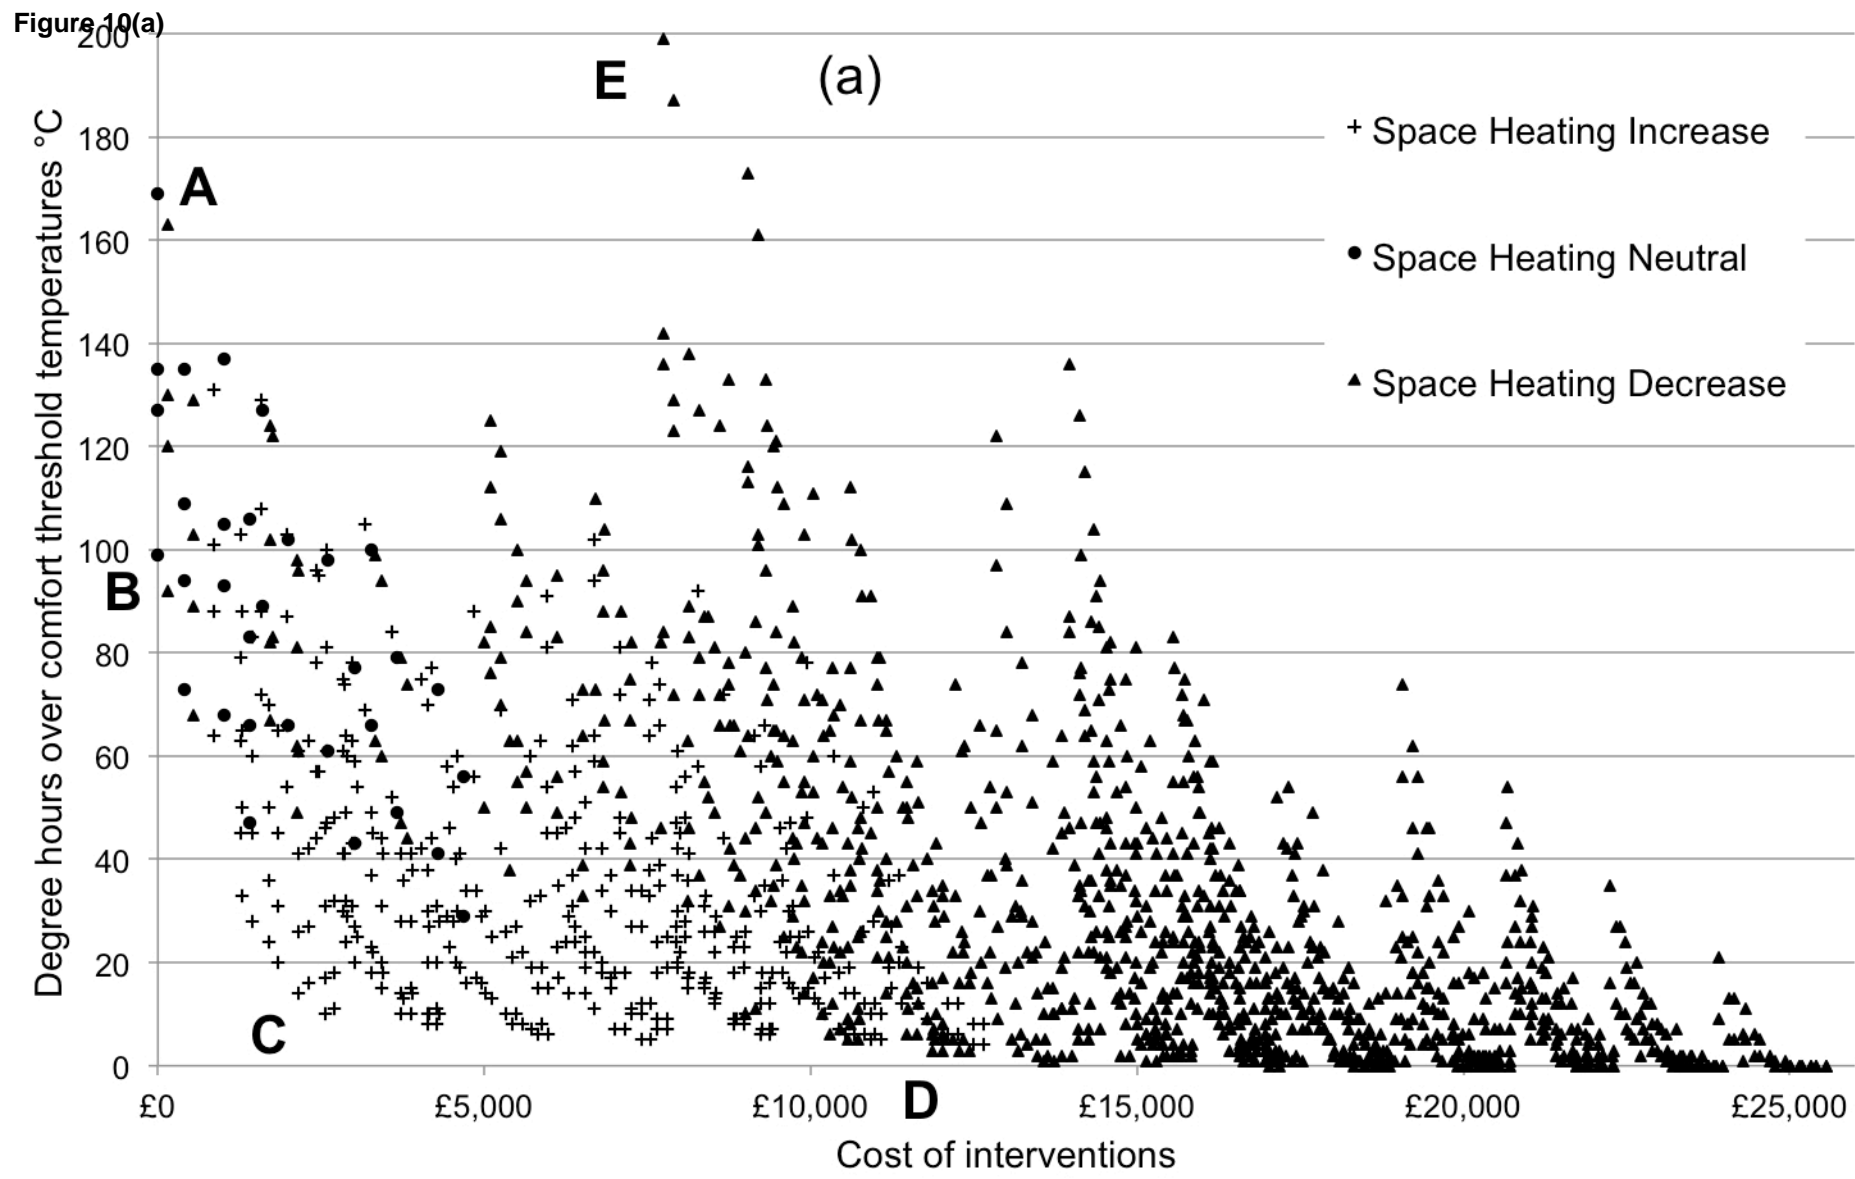 Figure 10(a)
(a)
Degree hours over comfort threshold temperatures °C
200
180
160
140
120
100
80
60
40
20
0
E
A
B
C
D
Space Heating Increase
Space Heating Neutral
Space Heating Decrease
£0
£5,000
£10,000
£15,000
£20,000
£25,000
Cost of interventions